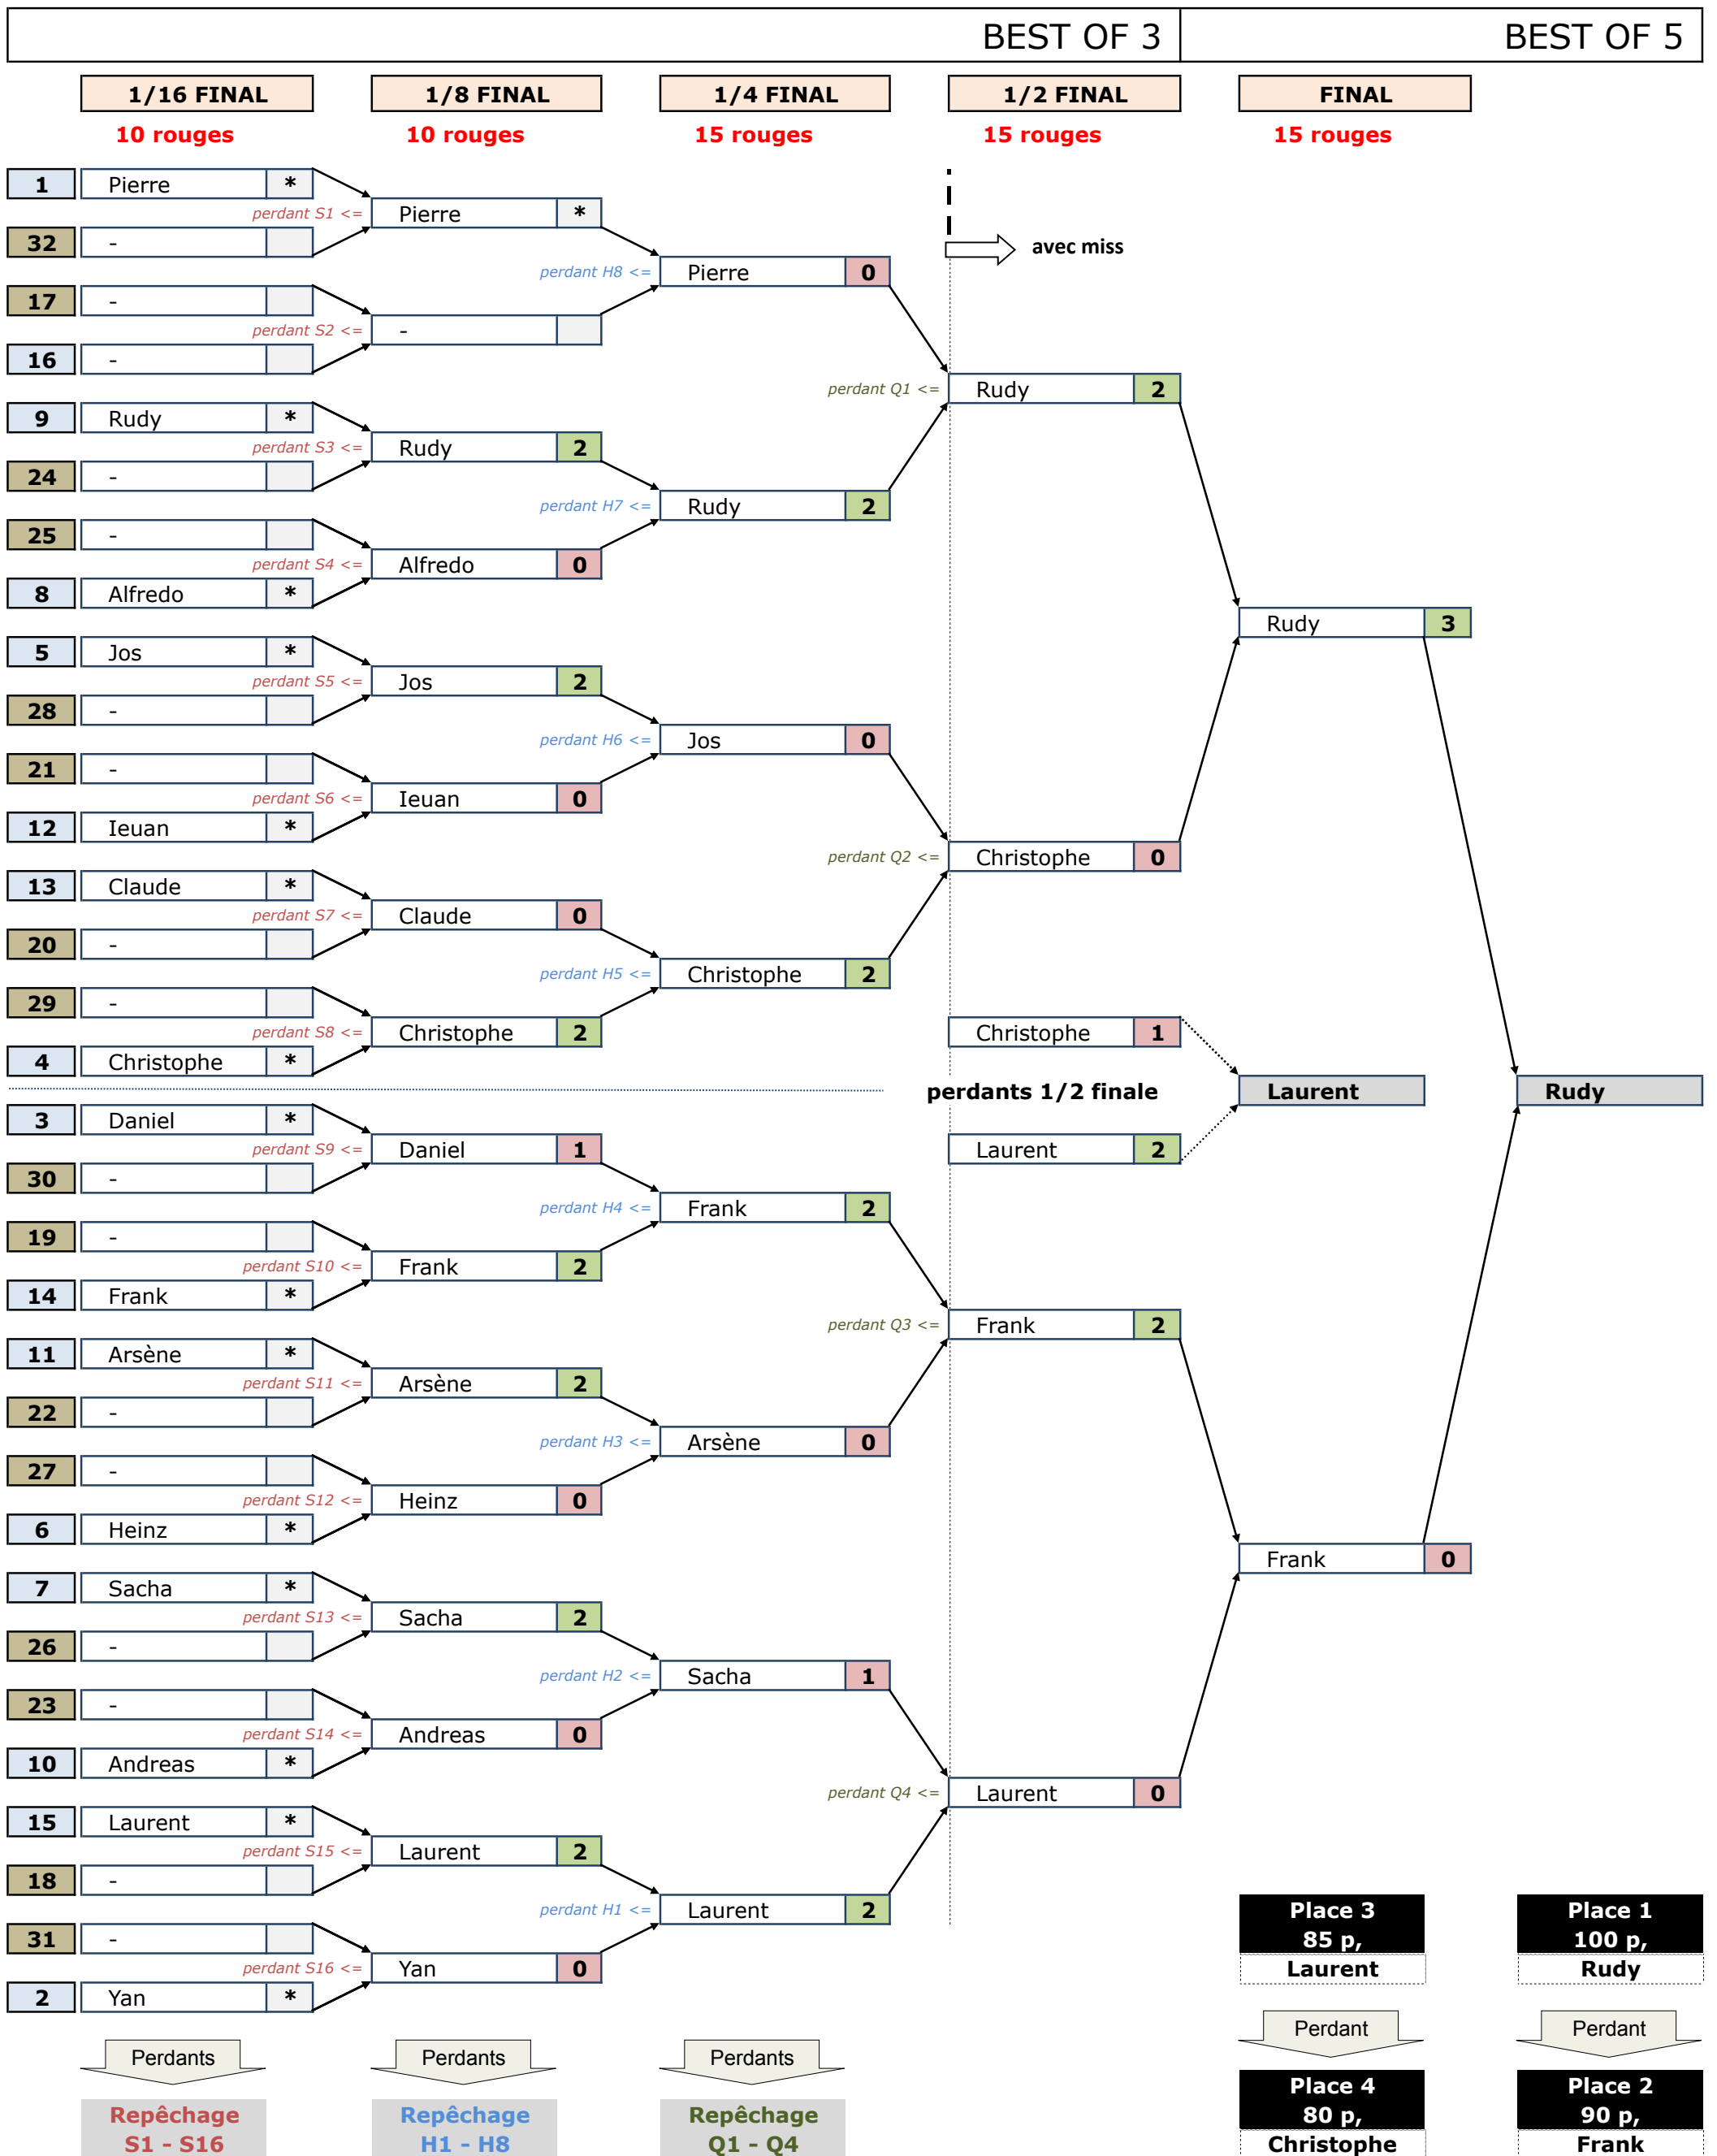 BEST OF 3 BEST OF 5
1/16 FINAL 1/8 FINAL 1/4 FINAL 1/2 FINAL FINAL
10 rouges 10 rouges 15 rouges 15 rouges 15 rouges
1 Pierre *
perdant S1 <= Pierre *
32 -
avec miss
perdant H8 <= Pierre 0
17 -
perdant S2 <= -
16 -
perdant Q1 <= Rudy 2
9 Rudy *
perdant S3 <= Rudy 2
24 -
perdant H7 <= Rudy 2
25 -
perdant S4 <= Alfredo 0
8 Alfredo *
Rudy 3
5 Jos *
perdant S5 <= Jos 2
28 -
perdant H6 <= Jos 0
21 -
perdant S6 <= Ieuan 0
12 Ieuan *
perdant Q2 <= Christophe 0
13 Claude *
perdant S7 <= Claude 0
20 -
perdant H5 <= Christophe 2
29 -
perdant S8 <= Christophe 2 Christophe 1
4 Christophe *
perdants 1/2 finale Laurent Rudy
3 Daniel *
perdant S9 <= Daniel 1 Laurent 2
30 -
perdant H4 <= Frank 2
19 -
perdant S10 <= Frank 2
14 Frank *
perdant Q3 <= Frank 2
11 Arsène *
perdant S11 <= Arsène 2
22 -
perdant H3 <= Arsène 0
27 -
perdant S12 <= Heinz 0
6 Heinz *
Frank 0
7 Sacha *
perdant S13 <= Sacha 2
26 -
perdant H2 <= Sacha 1
23 -
perdant S14 <= Andreas 0
10 Andreas *
perdant Q4 <= Laurent 0
15 Laurent *
perdant S15 <= Laurent 2
18 -
perdant H1 <= Laurent 2
31 -
perdant S16 <= Yan 0
2 Yan *
Place 3 Place 1
85 p, 100 p,
Laurent Rudy
Perdant Perdant
Perdants Perdants Perdants
Place 4 Place 2
80 p, 90 p,
Christophe Frank
Repêchage Repêchage Repêchage
S1 - S16 H1 - H8 Q1 - Q4